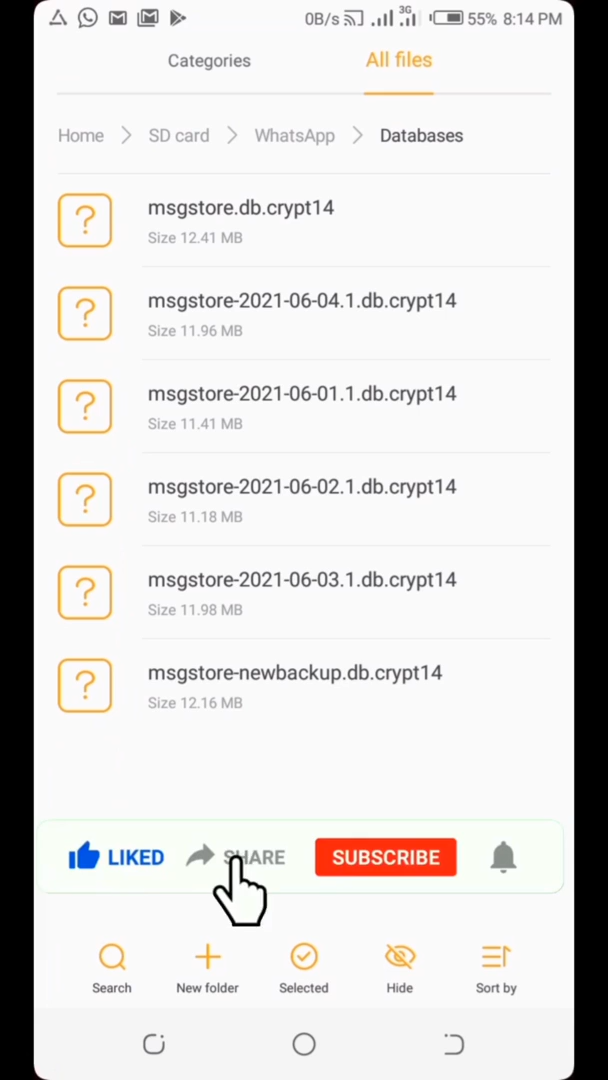 0B/s 3G 55% 8:14 PM
Categories All files
Home SD card WhatsApp Databases
msgstore.db.crypt14
Size 12.41 MB
msgstore-2021-06-04.1.db.crypt14
Size 11.96 MB
msgstore-2021-06-01.1.db.crypt14
Size 11.41 MB
msgstore-2021-06-02.1.db.crypt14
Size 11.18 MB
msgstore-2021-06-03.1.db.crypt14
Size 11.98 MB
msgstore-newbackup.db.crypt14
Size 12.16 MB
LIKED SHARE SUBSCRIBE
Search New folder Selected Hide Sort by